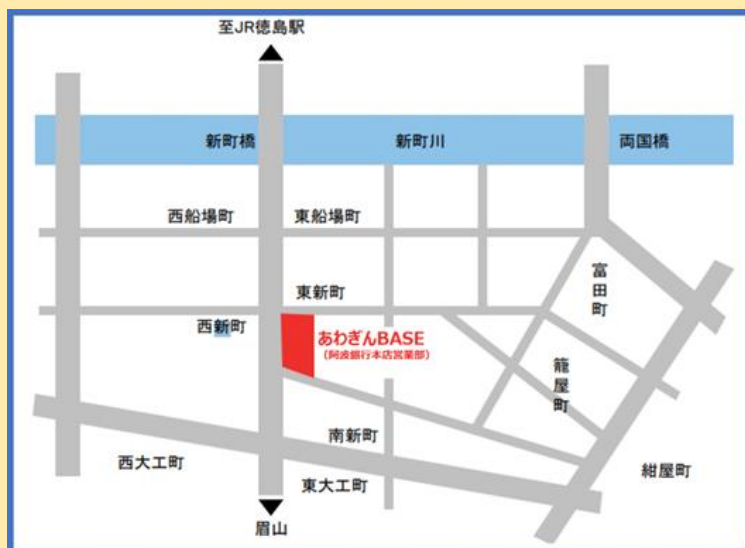 至JR徳島駅
新町橋
新町川
両国橋
西船場町
東船場町
東新町
富田町
西新町
あわぎんBASE
(阿波銀行本店営業部)
籠屋町
南新町
西大工町
東大工町
紺屋町
眉山